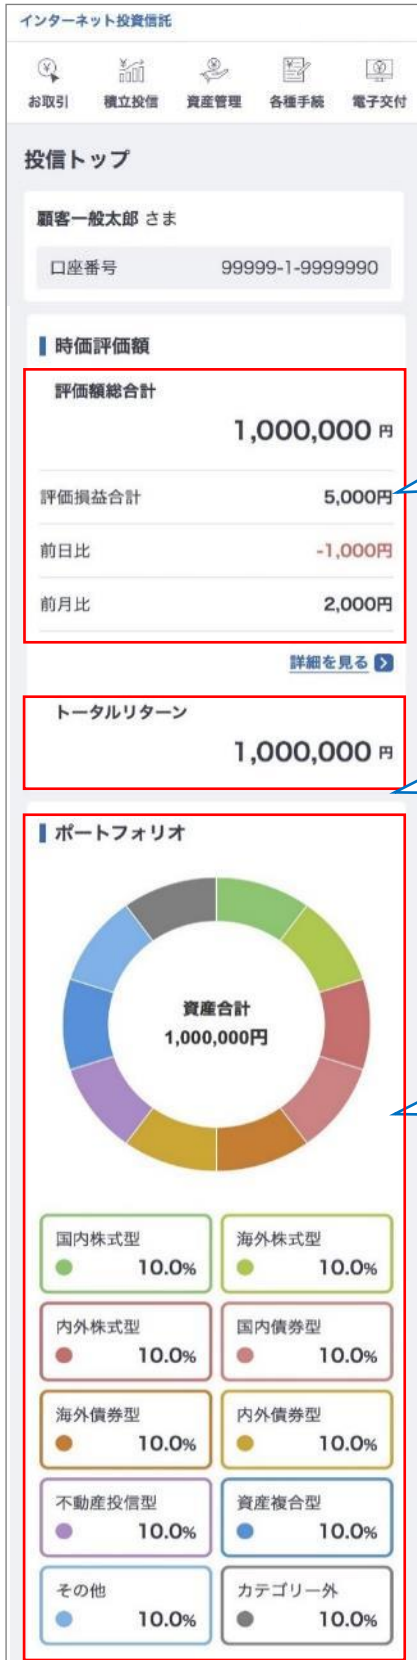 インターネット投資信託
お取引 積立投信 資産管理 各種手続 電子交付
投信トップ
顧客一般太郎 さま
口座番号 99999-1-9999990
時価評価額
評価額総合計
1,000,000 円
評価損益合計 5,000円
前日比 -1,000円
前月比 2,000円
詳細を見る
トータルリターン
1,000,000 円
ポートフォリオ
資産合計
1,000,000円
国内株式型 海外株式型
10.0% 10.0%
内外株式型 国内債券型
10.0% 10.0%
海外債券型 内外債券型
10.0% 10.0%
不動産投信型 資産複合型
10.0% 10.0%
その他 カテゴリー外
10.0% 10.0%